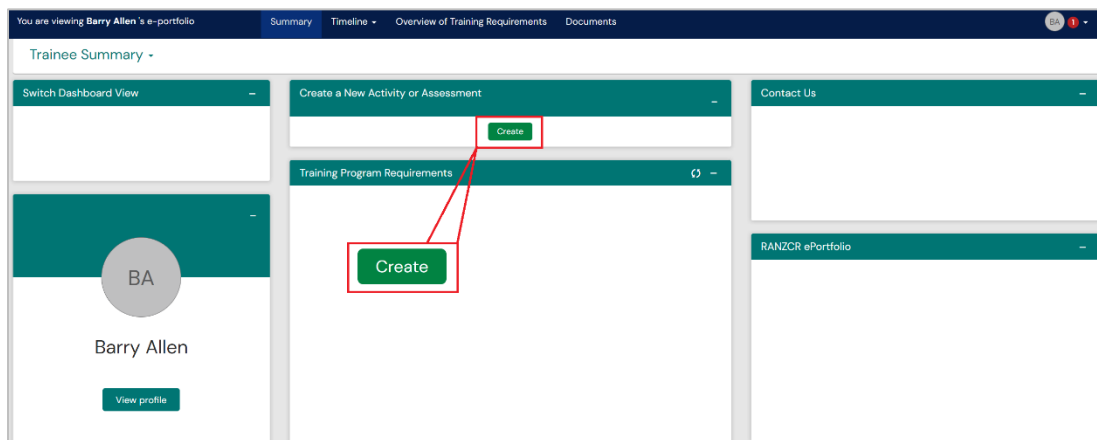 You are viewing Barry Allen 's e-portfolio
Summary
Timeline
Overview of Training Requirements
Documents
BA
1
Trainee Summary
Switch Dashboard View
Create a New Activity or Assessment
Contact Us
Create
Training Program Requirements
Create
RANZCR ePortfolio
BA
Barry Allen
View profile